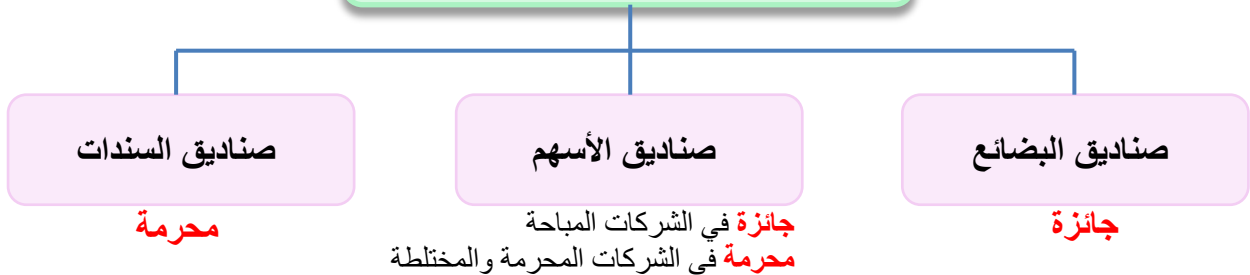 صناديق البضائع
جائزة
صناديق الأسهم
جائزة في الشركات المباحة
محرمة في الشركات المحرمة والمختلطة
صناديق السندات
محرمة